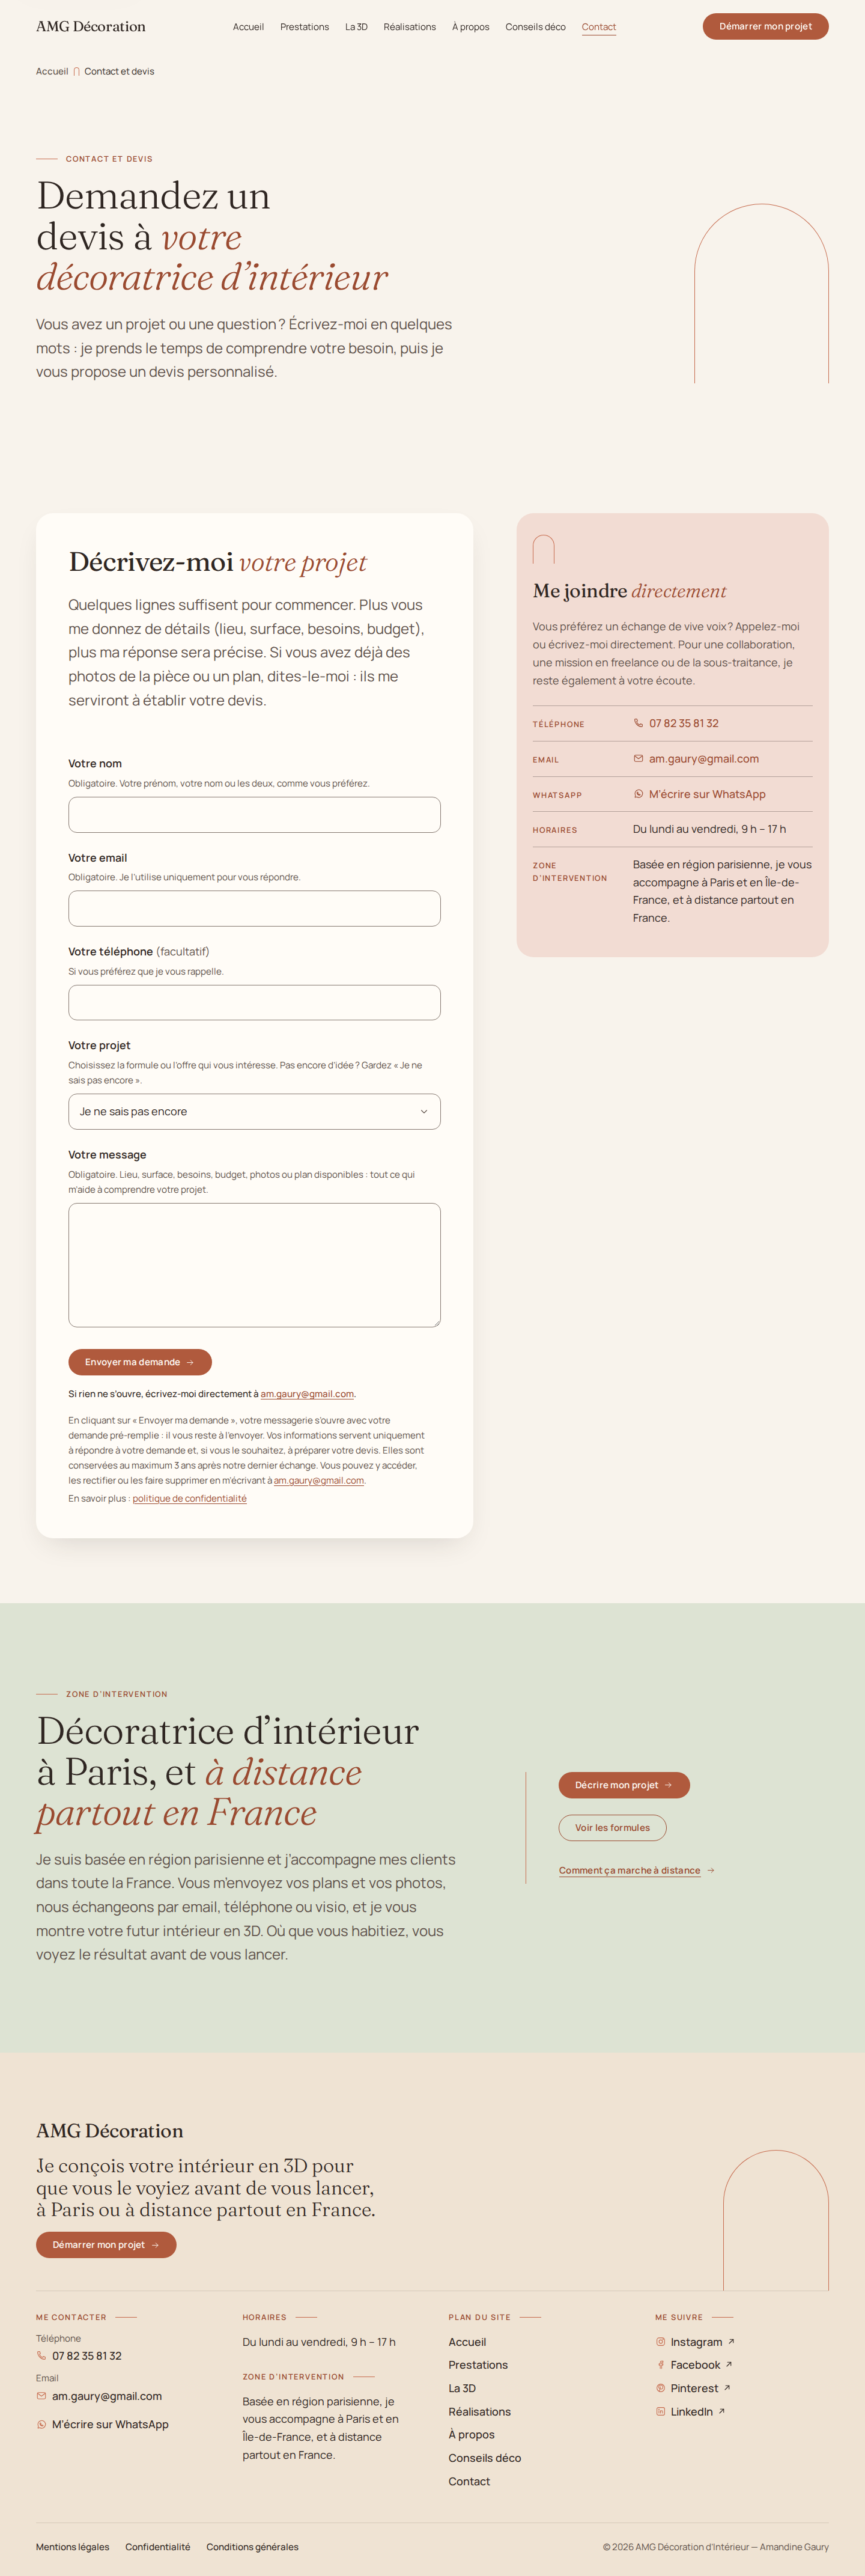 AMG Décoration
Accueil
Prestations
La 3D
Réalisations
À propos
Conseils déco
Contact
Démarrer mon projet
Accueil
Contact et devis
CONTACT ET DEVIS
Demandez un
devis à votre
décoratrice d’intérieur
Vous avez un projet ou une question ? Écrivez-moi en quelques
mots : je prends le temps de comprendre votre besoin, puis je
vous propose un devis personnalisé.
Décrivez-moi votre projet
Quelques lignes suffisent pour commencer. Plus vous
me donnez de détails (lieu, surface, besoins, budget),
plus ma réponse sera précise. Si vous avez déjà des
photos de la pièce ou un plan, dites-le-moi : ils me
serviront à établir votre devis.
Votre nom
Obligatoire. Votre prénom, votre nom ou les deux, comme vous préférez.
Votre email
Obligatoire. Je l’utilise uniquement pour vous répondre.
Votre téléphone (facultatif)
Si vous préférez que je vous rappelle.
Votre projet
Choisissez la formule ou l’offre qui vous intéresse. Pas encore d’idée ? Gardez « Je ne
sais pas encore ».
Je ne sais pas encore
Votre message
Obligatoire. Lieu, surface, besoins, budget, photos ou plan disponibles : tout ce qui
m’aide à comprendre votre projet.
Envoyer ma demande →
Si rien ne s’ouvre, écrivez-moi directement à am.gaury@gmail.com.
En cliquant sur « Envoyer ma demande », votre messagerie s’ouvre avec votre
demande pré-remplie : il vous reste à l’envoyer. Vos informations servent uniquement
à répondre à votre demande et, si vous le souhaitez, à préparer votre devis. Elles sont
conservées au maximum 3 ans après notre dernier échange. Vous pouvez y accéder,
les rectifier ou les faire supprimer en m’écrivant à am.gaury@gmail.com.
En savoir plus : politique de confidentialité
Me joindre directement
Vous préférez un échange de vive voix ? Appelez-moi
ou écrivez-moi directement. Pour une collaboration,
une mission en freelance ou de la sous-traitance, je
reste également à votre écoute.
TÉLÉPHONE
07 82 35 81 32
EMAIL
am.gaury@gmail.com
WHATSAPP
M’écrire sur WhatsApp
HORAIRES
Du lundi au vendredi, 9 h – 17 h
ZONE
D’INTERVENTION
Basée en région parisienne, je vous
accompagne à Paris et en Île-de-
France, et à distance partout en
France.
ZONE D’INTERVENTION
Décoratrice d’intérieur
à Paris, et à distance
partout en France
Je suis basée en région parisienne et j’accompagne mes clients
dans toute la France. Vous m’envoyez vos plans et vos photos,
nous échangeons par email, téléphone ou visio, et je vous
montre votre futur intérieur en 3D. Où que vous habitiez, vous
voyez le résultat avant de vous lancer.
Décrire mon projet →
Voir les formules
Comment ça marche à distance →
AMG Décoration
Je conçois votre intérieur en 3D pour
que vous le voyiez avant de vous lancer,
à Paris ou à distance partout en France.
Démarrer mon projet →
ME CONTACTER
Téléphone
07 82 35 81 32
Email
am.gaury@gmail.com
M’écrire sur WhatsApp
HORAIRES
Du lundi au vendredi, 9 h – 17 h
ZONE D’INTERVENTION
Basée en région parisienne, je
vous accompagne à Paris et en
Île-de-France, et à distance
partout en France.
PLAN DU SITE
Accueil
Prestations
La 3D
Réalisations
À propos
Conseils déco
Contact
ME SUIVRE
Instagram ↗
Facebook ↗
Pinterest ↗
LinkedIn ↗
Mentions légales
Confidentialité
Conditions générales
© 2026 AMG Décoration d’Intérieur — Amandine Gaury